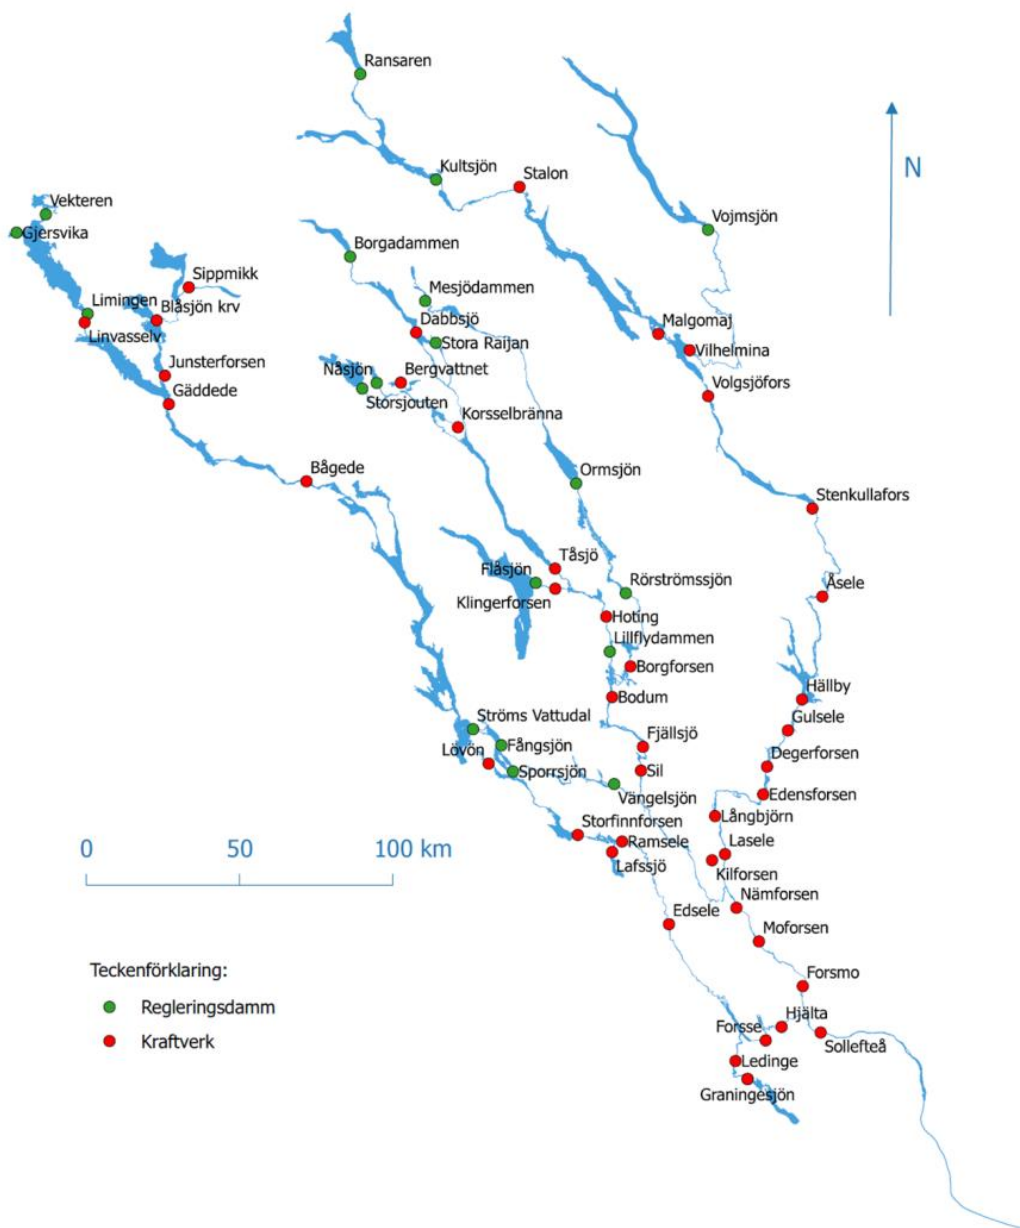 Ransaren
Kultsjön
Stalon
N
Vekteren
Gjersvika
Vojmsjön
Borgadammen
Sippmikk
Mesjödammen
Limingen
Blåsjön krv
Linvasselv
Dabbsjö
Stora Raijan
Malgomaj
Vilhelmina
Junsterforsen
Nåsjön
Bergvattnet
Gäddede
Storsjouten
Volgsjöfors
Korsselbränna
Bågede
Ormsjön
Stenkullafors
Tåsjö
Flåsjön
Rörströmssjön
Åsele
Klingerforsen
Hoting
Lillflydammen
Borgforsen
Hällby
Bodum
Ströms Vattudal
Gulsele
Fjällsjö
Lövön
Fångsjön
Degerforsen
Sporrsjön
Sil
Vängelsjön
Edensforsen
Storfinnforsen
Långbjörn
Ramsele
Lasele
0 50 100 km
Lafssjö
Kilforsen
Nämforsen
Edsele
Moforsen
Teckenförklaring:
Forsmo
Regleringsdamm
Hjälta
Forsse
Kraftverk
Sollefteå
Ledinge
Graningesjön